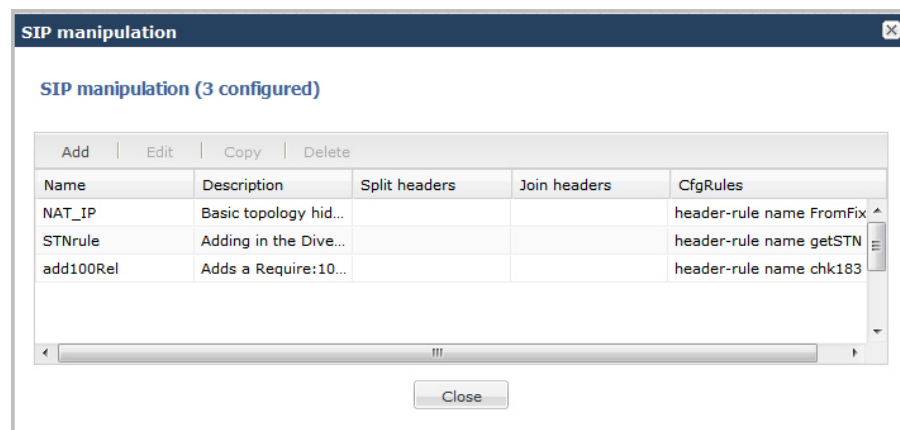 SIP manipulation
SIP manipulation (3 configured)
Add Edit Copy Delete
Name Description Split headers Join headers CfgRules
NAT_IP Basic topology hid... header-rule name FromFix
STNrule Adding in the Dive... header-rule name getSTN
add100Rel Adds a Require:10... header-rule name chk183
Close